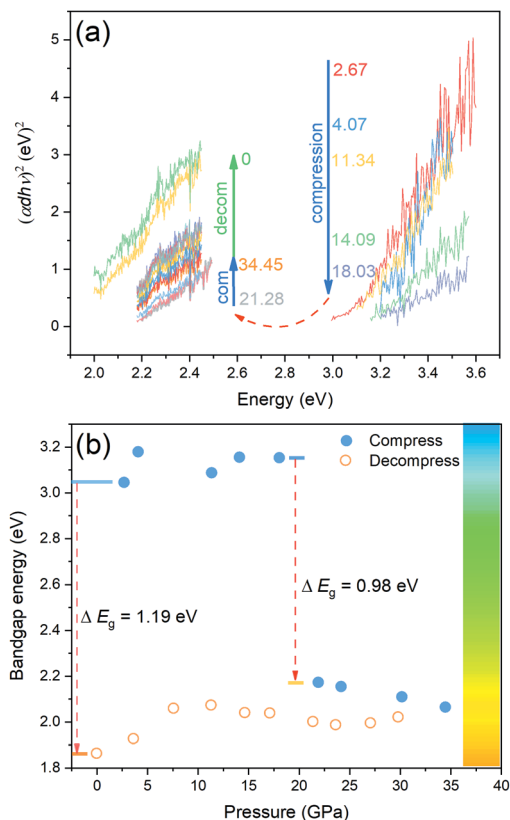 (a)
(αdhν)² (eV)²
5
4
3
2
1
0
2.0 2.2 2.4 2.6 2.8 3.0 3.2 3.4 3.6
Energy (eV)
decom
0
com
34.45
21.28
compression
2.67
4.07
11.34
14.09
18.03
(b)
Bandgap energy (eV)
3.2
3.0
2.8
2.6
2.4
2.2
2.0
1.8
Compress
Decompress
Δ Eg = 1.19 eV
Δ Eg = 0.98 eV
0 5 10 15 20 25 30 35 40
Pressure (GPa)